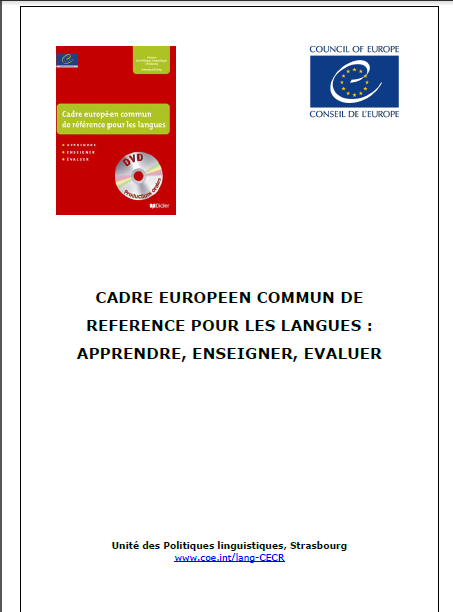 COUNCIL OF EUROPE
CONSEIL DE L'EUROPE
Cadre européen commun
de référence pour les langues
APPRENDRE
ENSEIGNER
ÉVALUER
DVD
Productions orales
Didier
CADRE EUROPEEN COMMUN DE
REFERENCE POUR LES LANGUES :
APPRENDRE, ENSEIGNER, EVALUER
Unité des Politiques linguistiques, Strasbourg
www.coe.int/lang-CECR